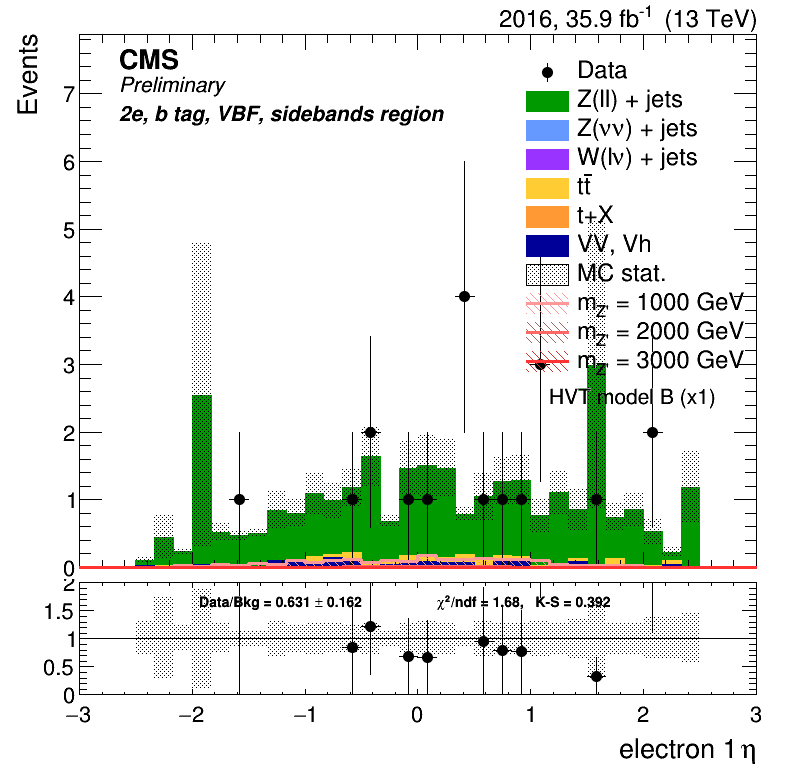 2016, 35.9 fb⁻¹ (13 TeV)
Events
CMS
Preliminary
2e, b tag, VBF, sidebands region
Data
Z(ll) + jets
Z(νν) + jets
W(lν) + jets
tt̄
t+X
VV, Vh
MC stat.
m_Z' = 1000 GeV
m_Z' = 2000 GeV
m_Z' = 3000 GeV
HVT model B (x1)
7
6
5
4
3
2
1
0
Data/Bkg = 0.631 ± 0.162
χ²/ndf = 1.68, K-S = 0.392
2
1.5
1
0.5
0
−3 −2 −1 0 1 2 3
electron 1 η